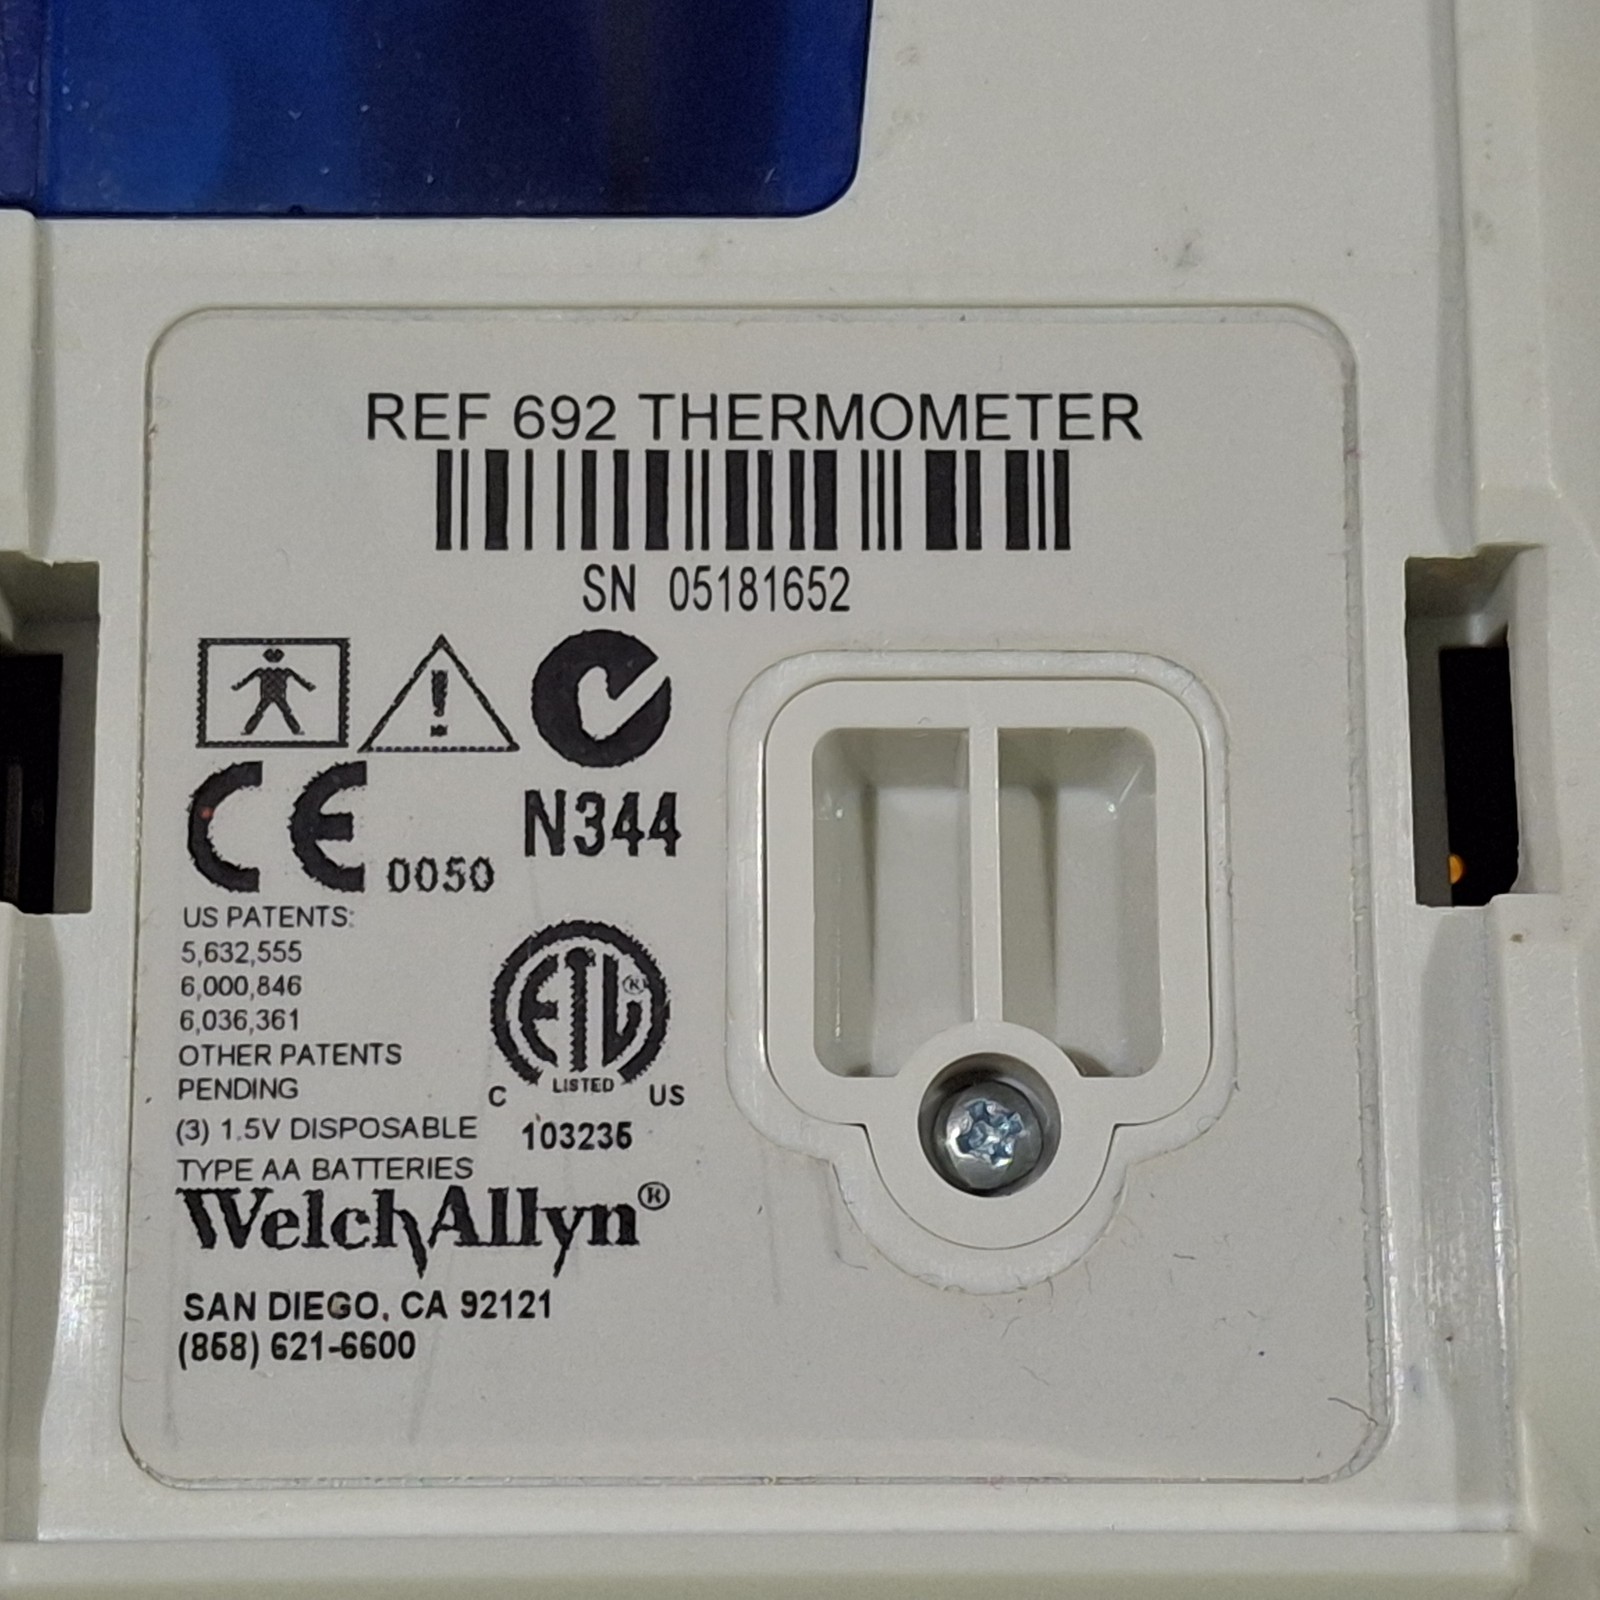 REF 692 THERMOMETER
SN 05181652
CE 0050
N344
US PATENTS:
5,632,555
6,000,846
6,036,361
OTHER PATENTS
PENDING
(3) 1.5V DISPOSABLE
TYPE AA BATTERIES
ETL®
LISTED
C US
103235
WelchAllyn®
SAN DIEGO, CA 92121
(858) 621-6600